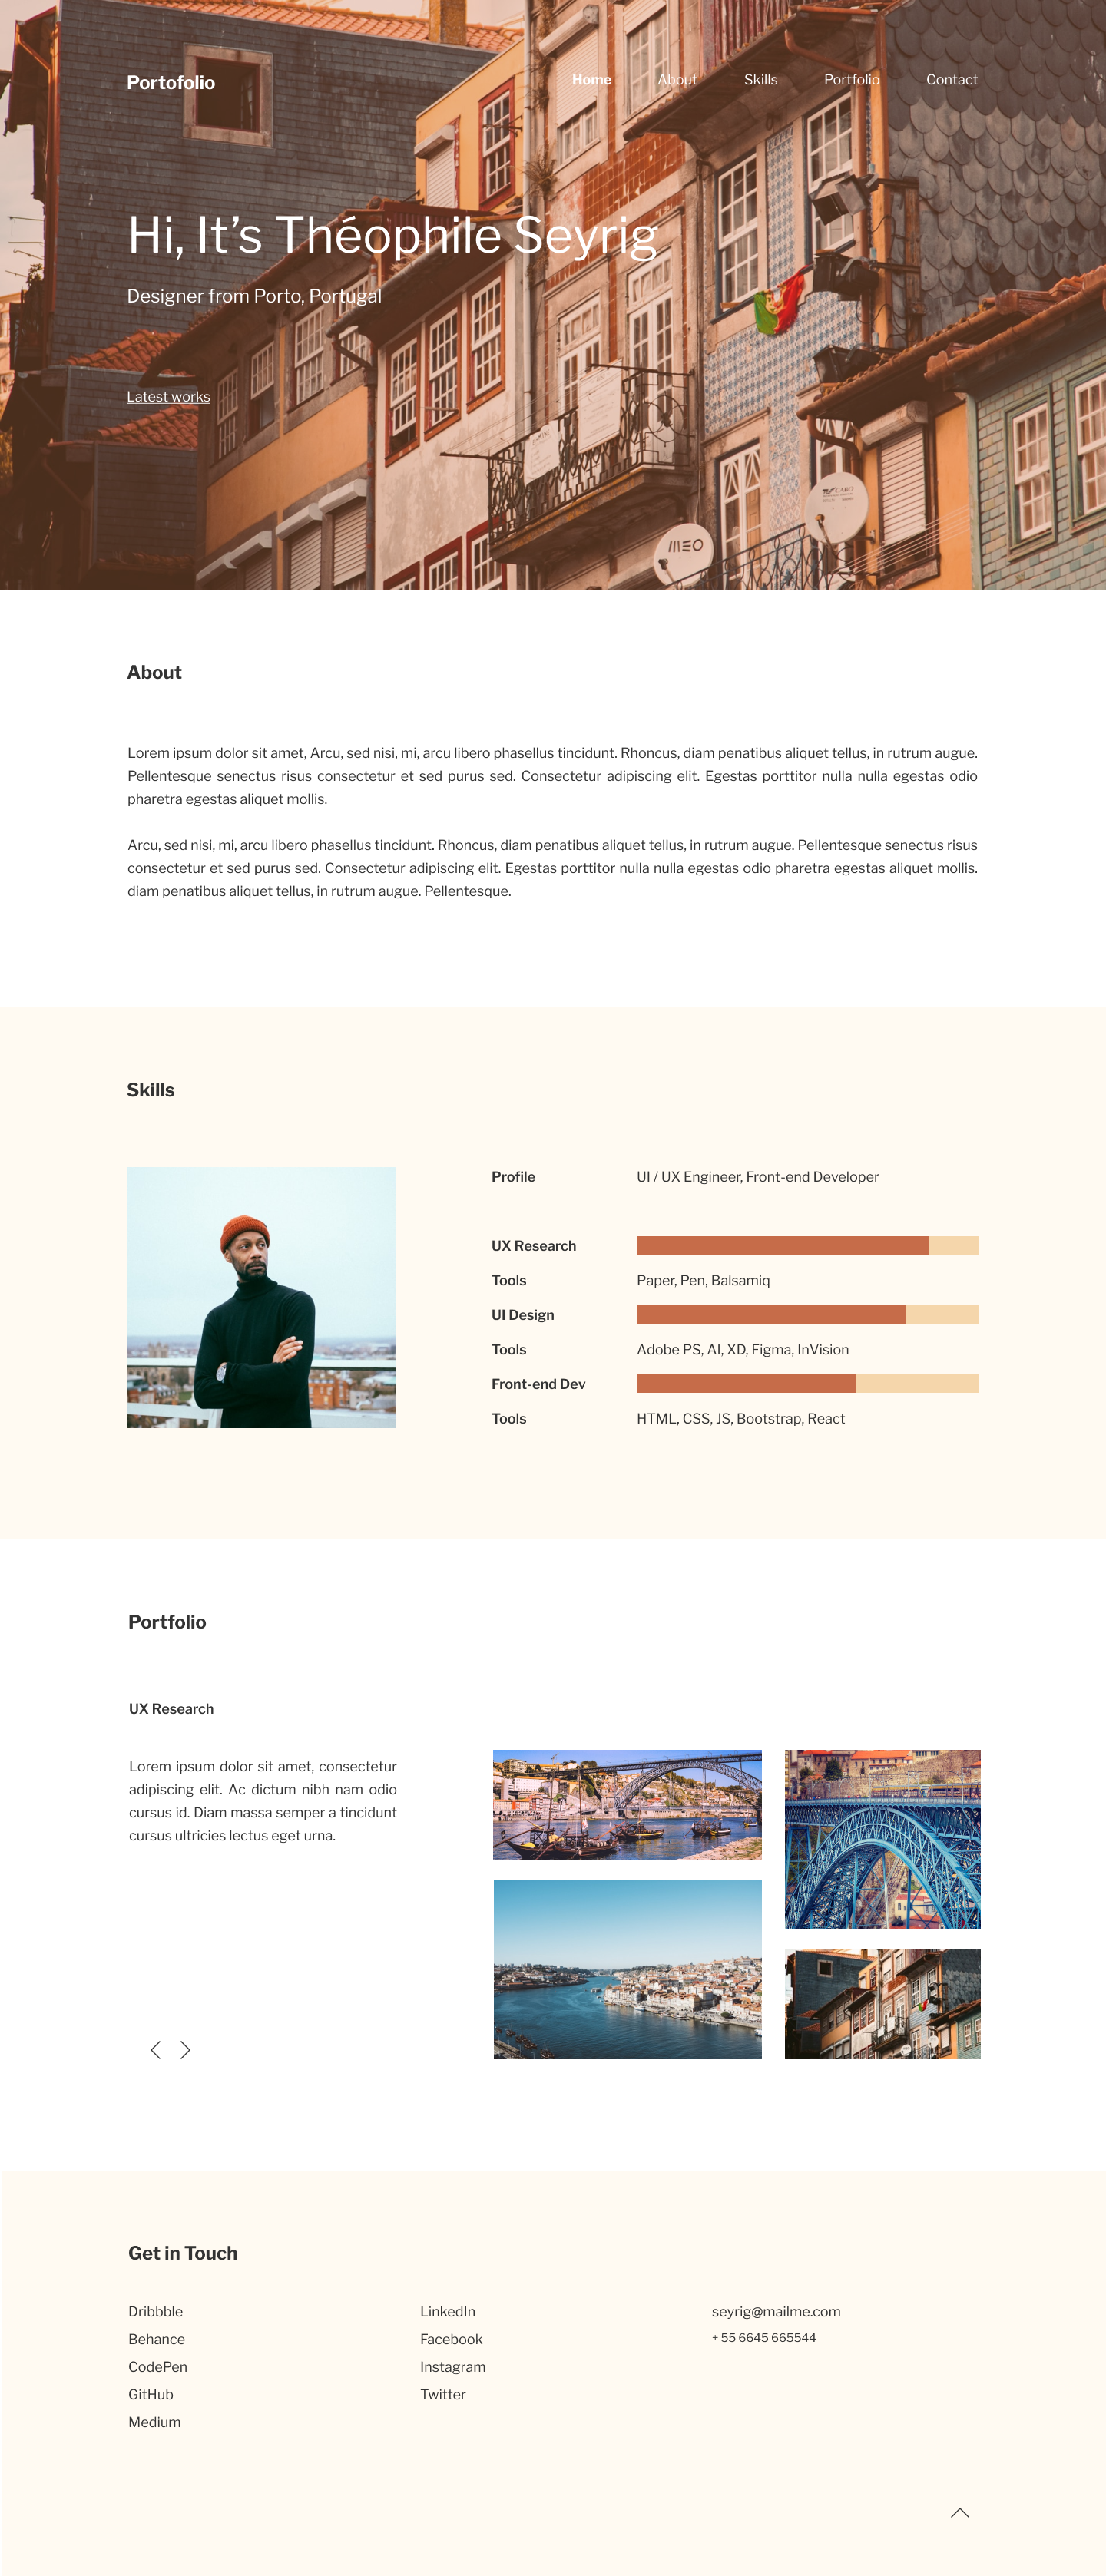 Portofolio
Home About Skills Portfolio Contact
Hi, It’s Théophile Seyrig
Designer from Porto, Portugal
Latest works
MEO
About
Lorem ipsum dolor sit amet, Arcu, sed nisi, mi, arcu libero phasellus tincidunt. Rhoncus, diam penatibus aliquet tellus, in rutrum augue.
Pellentesque senectus risus consectetur et sed purus sed. Consectetur adipiscing elit. Egestas porttitor nulla nulla egestas odio
pharetra egestas aliquet mollis.
Arcu, sed nisi, mi, arcu libero phasellus tincidunt. Rhoncus, diam penatibus aliquet tellus, in rutrum augue. Pellentesque senectus risus
consectetur et sed purus sed. Consectetur adipiscing elit. Egestas porttitor nulla nulla egestas odio pharetra egestas aliquet mollis.
diam penatibus aliquet tellus, in rutrum augue. Pellentesque.
Skills
Profile UI / UX Engineer, Front-end Developer
UX Research
Tools Paper, Pen, Balsamiq
UI Design
Tools Adobe PS, AI, XD, Figma, InVision
Front-end Dev
Tools HTML, CSS, JS, Bootstrap, React
Portfolio
UX Research
Lorem ipsum dolor sit amet, consectetur
adipiscing elit. Ac dictum nibh nam odio
cursus id. Diam massa semper a tincidunt
cursus ultricies lectus eget urna.
Get in Touch
Dribbble
Behance
CodePen
GitHub
Medium
LinkedIn
Facebook
Instagram
Twitter
seyrig@mailme.com
+ 55 6645 665544